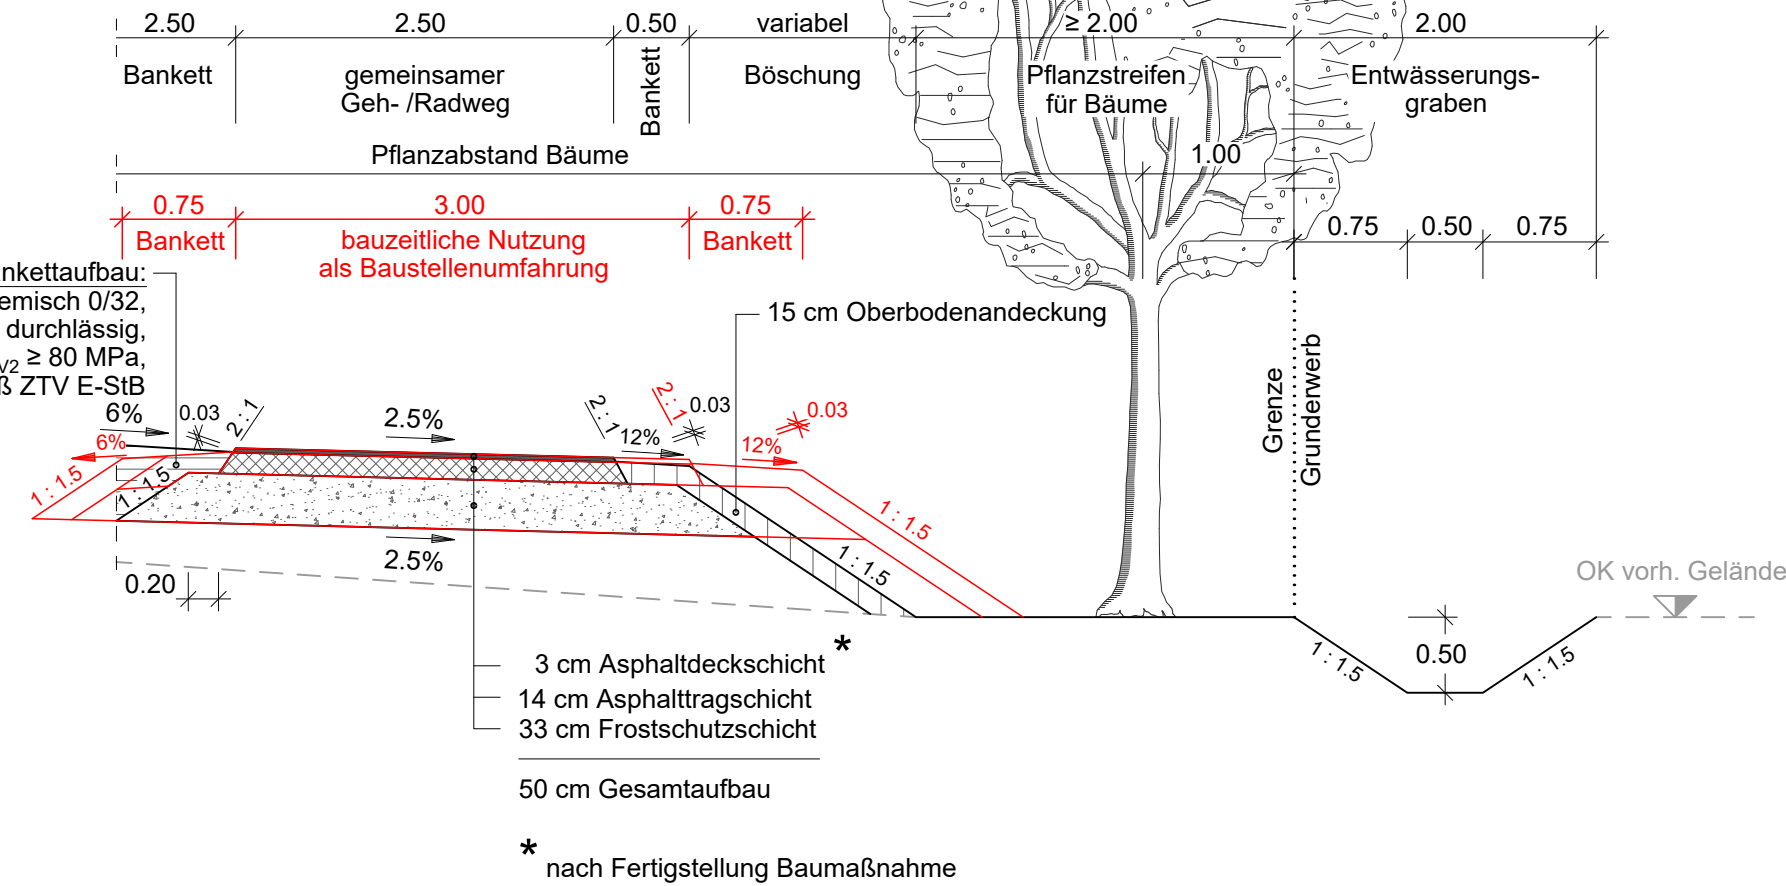 2.50 2.50 0.50 variabel ≥ 2.00 2.00
Bankett
gemeinsamer
Geh- /Radweg
Bankett
Böschung
Pflanzstreifen
für Bäume
Entwässerungs-
graben
Pflanzabstand Bäume
1.00
0.75 3.00 0.75
Bankett
bauzeitliche Nutzung
als Baustellenumfahrung
Bankett
0.75 0.50 0.75
nkettaufbau:
emisch 0/32,
durchlässig,
V2 ≥ 80 MPa,
ß ZTV E-StB
15 cm Oberbodenandeckung
Grenze
Grunderwerb
6% 0.03 2 : 1 2.5% 2 : 1 12% 2 : 1 0.03 0.03
6% 12%
1 : 1.5 1 : 1.5 1 : 1.5
2.5% 1 : 1.5
0.20
OK vorh. Gelände
1 : 1.5 0.50 1 : 1.5
3 cm Asphaltdeckschicht *
14 cm Asphalttragschicht
33 cm Frostschutzschicht
50 cm Gesamtaufbau
* nach Fertigstellung Baumaßnahme